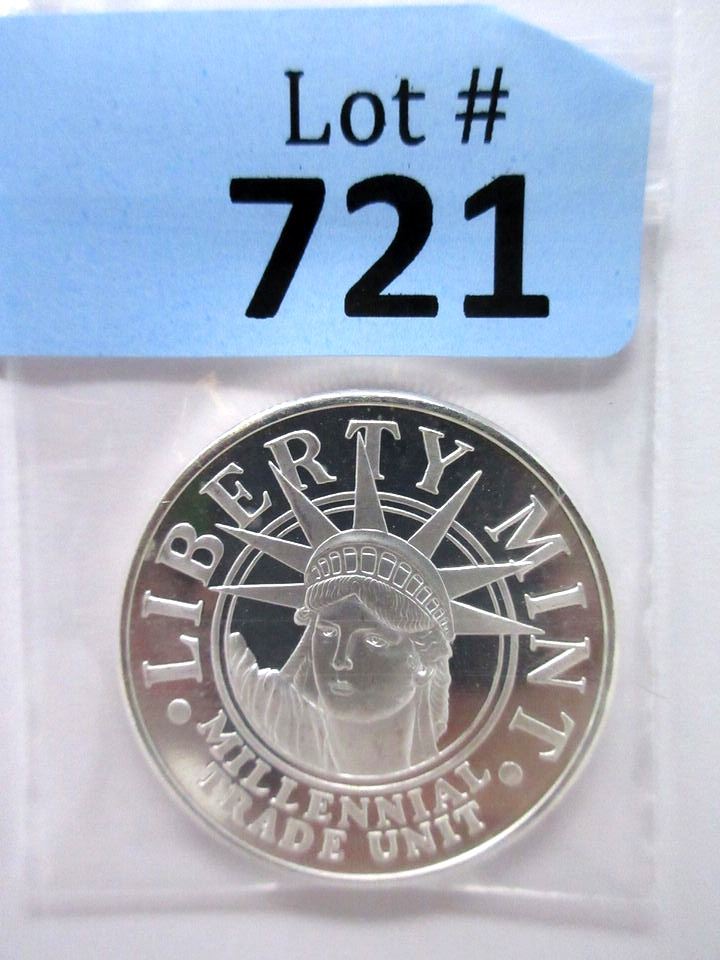 Lot #
721
LIBERTY MINT
MILLENNIAL
TRADE UNIT